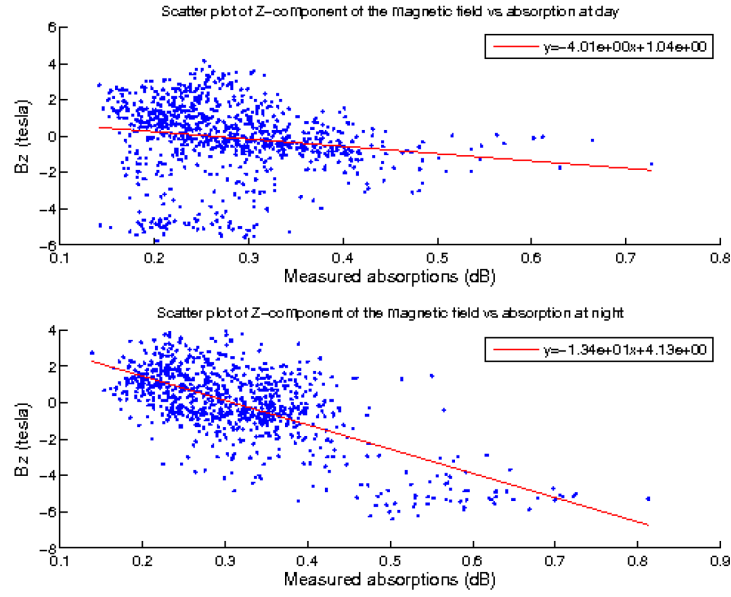 Scatter plot of Z-component of the magnetic field vs absorption at day
6
4
2
0
-2
-4
-6
Bz (tesla)
y=-4.01e+00x+1.04e+00
0.1 0.2 0.3 0.4 0.5 0.6 0.7 0.8
Measured absorptions (dB)
Scatter plot of Z-component of the magnetic field vs absorption at night
4
2
0
-2
-4
-6
-8
Bz (tesla)
y=-1.34e+01x+4.13e+00
0.1 0.2 0.3 0.4 0.5 0.6 0.7 0.8 0.9
Measured absorptions (dB)